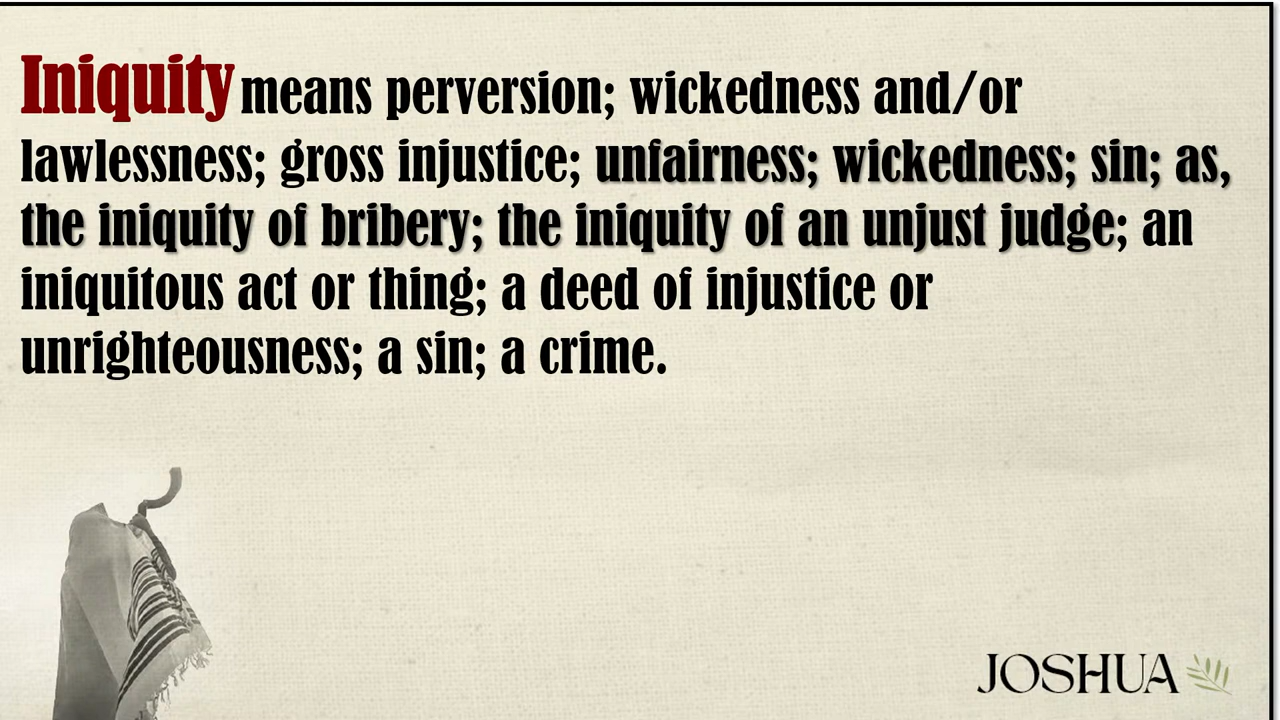 Iniquity means perversion; wickedness and/or
lawlessness; gross injustice; unfairness; wickedness; sin; as,
the iniquity of bribery; the iniquity of an unjust judge; an
iniquitous act or thing; a deed of injustice or
unrighteousness; a sin; a crime.
JOSHUA